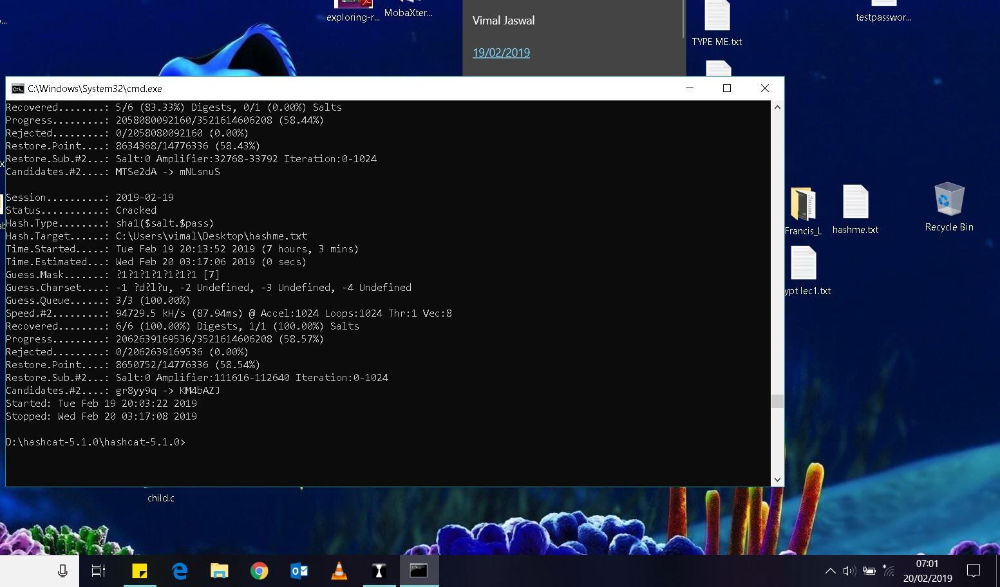 exploring-r...
MobaXter...
Vimal Jaswal
19/02/2019
TYPE ME.txt
testpasswor...
C:\Windows\System32\cmd.exe
Recovered........: 5/6 (83.33%) Digests, 0/1 (0.00%) Salts
Progress.........: 2058080092160/3521614606208 (58.44%)
Rejected.........: 0/2058080092160 (0.00%)
Restore.Point....: 8634368/14776336 (58.43%)
Restore.Sub.#2...: Salt:0 Amplifier:32768-33792 Iteration:0-1024
Candidates.#2....: MTSe2dA -> mNLsnuS
Session..........: 2019-02-19
Status...........: Cracked
Hash.Type........: sha1($salt.$pass)
Hash.Target......: C:\Users\vimal\Desktop\hashme.txt
Time.Started.....: Tue Feb 19 20:13:52 2019 (7 hours, 3 mins)
Time.Estimated...: Wed Feb 20 03:17:06 2019 (0 secs)
Guess.Mask.......: ?1?1?1?1?1?1?1 [7]
Guess.Charset....: -1 ?d?l?u, -2 Undefined, -3 Undefined, -4 Undefined
Guess.Queue......: 3/3 (100.00%)
Speed.#2.........: 94729.5 kH/s (87.94ms) @ Accel:1024 Loops:1024 Thr:1 Vec:8
Recovered........: 6/6 (100.00%) Digests, 1/1 (100.00%) Salts
Progress.........: 2062639169536/3521614606208 (58.57%)
Rejected.........: 0/2062639169536 (0.00%)
Restore.Point....: 8650752/14776336 (58.54%)
Restore.Sub.#2...: Salt:0 Amplifier:111616-112640 Iteration:0-1024
Candidates.#2....: gr8yy9q -> KM4bAZJ
Started: Tue Feb 19 20:03:22 2019
Stopped: Wed Feb 20 03:17:08 2019
D:\hashcat-5.1.0\hashcat-5.1.0>
Francis_L
hashme.txt
Recycle Bin
ypt lec1.txt
child.c
07:01
20/02/2019